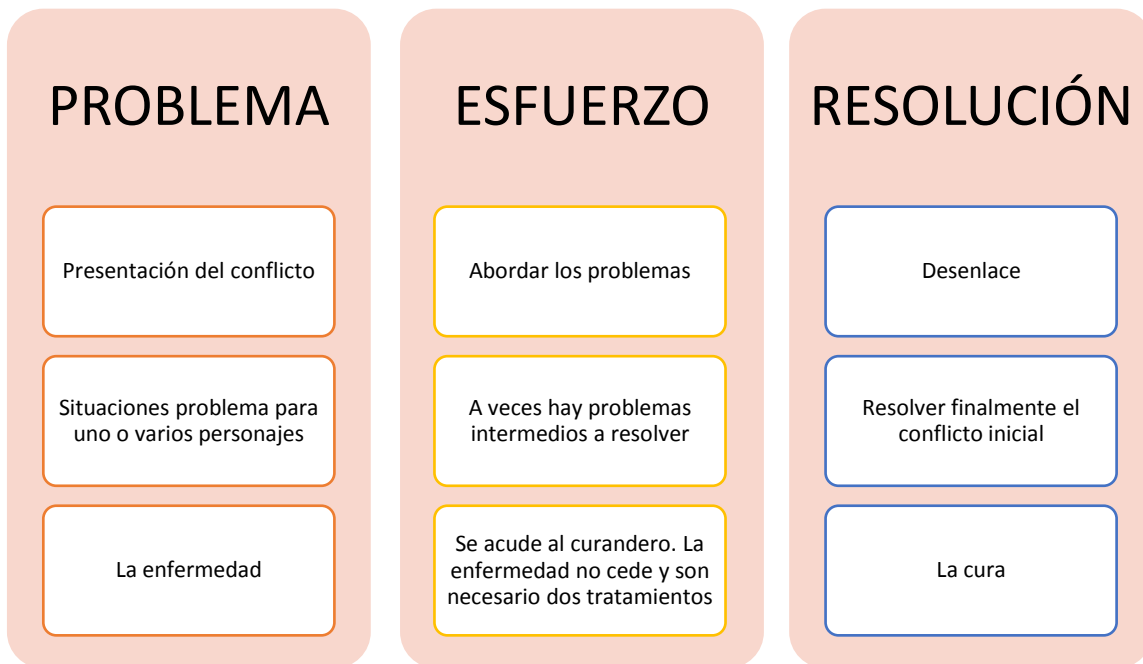 PROBLEMA
Presentación del conflicto
Situaciones problema para
uno o varios personajes
La enfermedad
ESFUERZO
Abordar los problemas
A veces hay problemas
intermedios a resolver
Se acude al curandero. La
enfermedad no cede y son
necesario dos tratamientos
RESOLUCIÓN
Desenlace
Resolver finalmente el
conflicto inicial
La cura